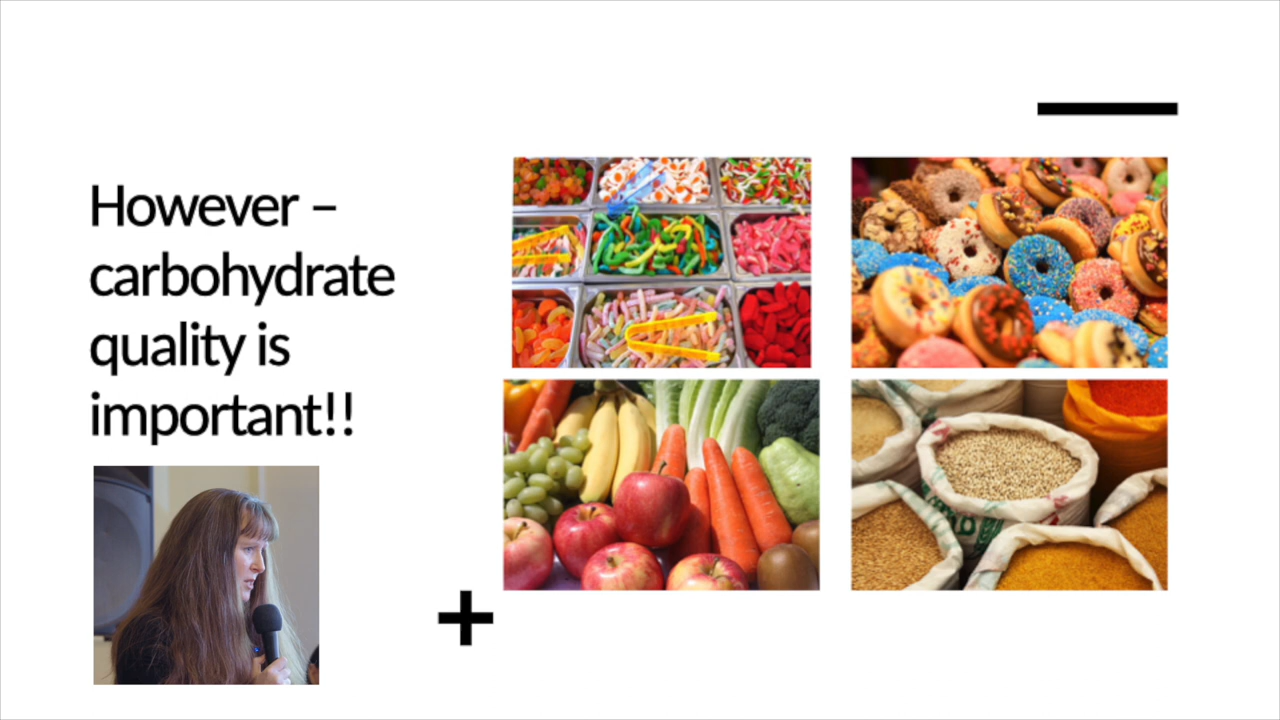 However –
carbohydrate
quality is
important!!